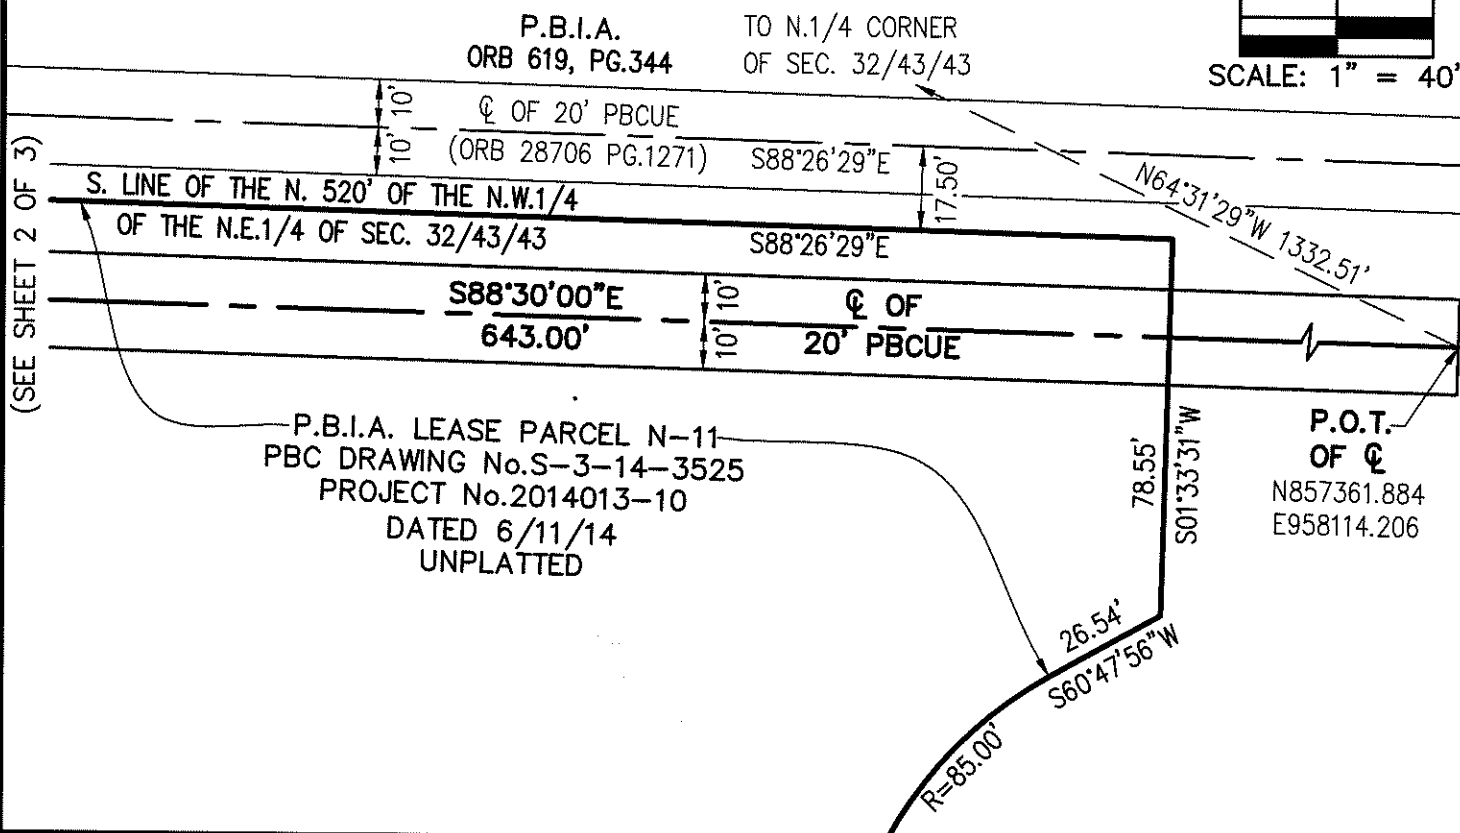 P.B.I.A.
ORB 619, PG.344
TO N.1/4 CORNER
OF SEC. 32/43/43
SCALE: 1" = 40'
10'
10'
℄ OF 20' PBCUE
(ORB 28706 PG.1271)
S88°26'29"E
17.50'
N64°31'29"W 1332.51'
(SEE SHEET 2 OF 3)
S. LINE OF THE N. 520' OF THE N.W.1/4
OF THE N.E.1/4 OF SEC. 32/43/43
S88°26'29"E
S88°30'00"E
643.00'
10'
10'
℄ OF
20' PBCUE
P.B.I.A. LEASE PARCEL N-11
PBC DRAWING No.S-3-14-3525
PROJECT No.2014013-10
DATED 6/11/14
UNPLATTED
78.55'
S01°33'31"W
P.O.T.
OF ℄
N857361.884
E958114.206
26.54'
S60°47'56"W
R=85.00'